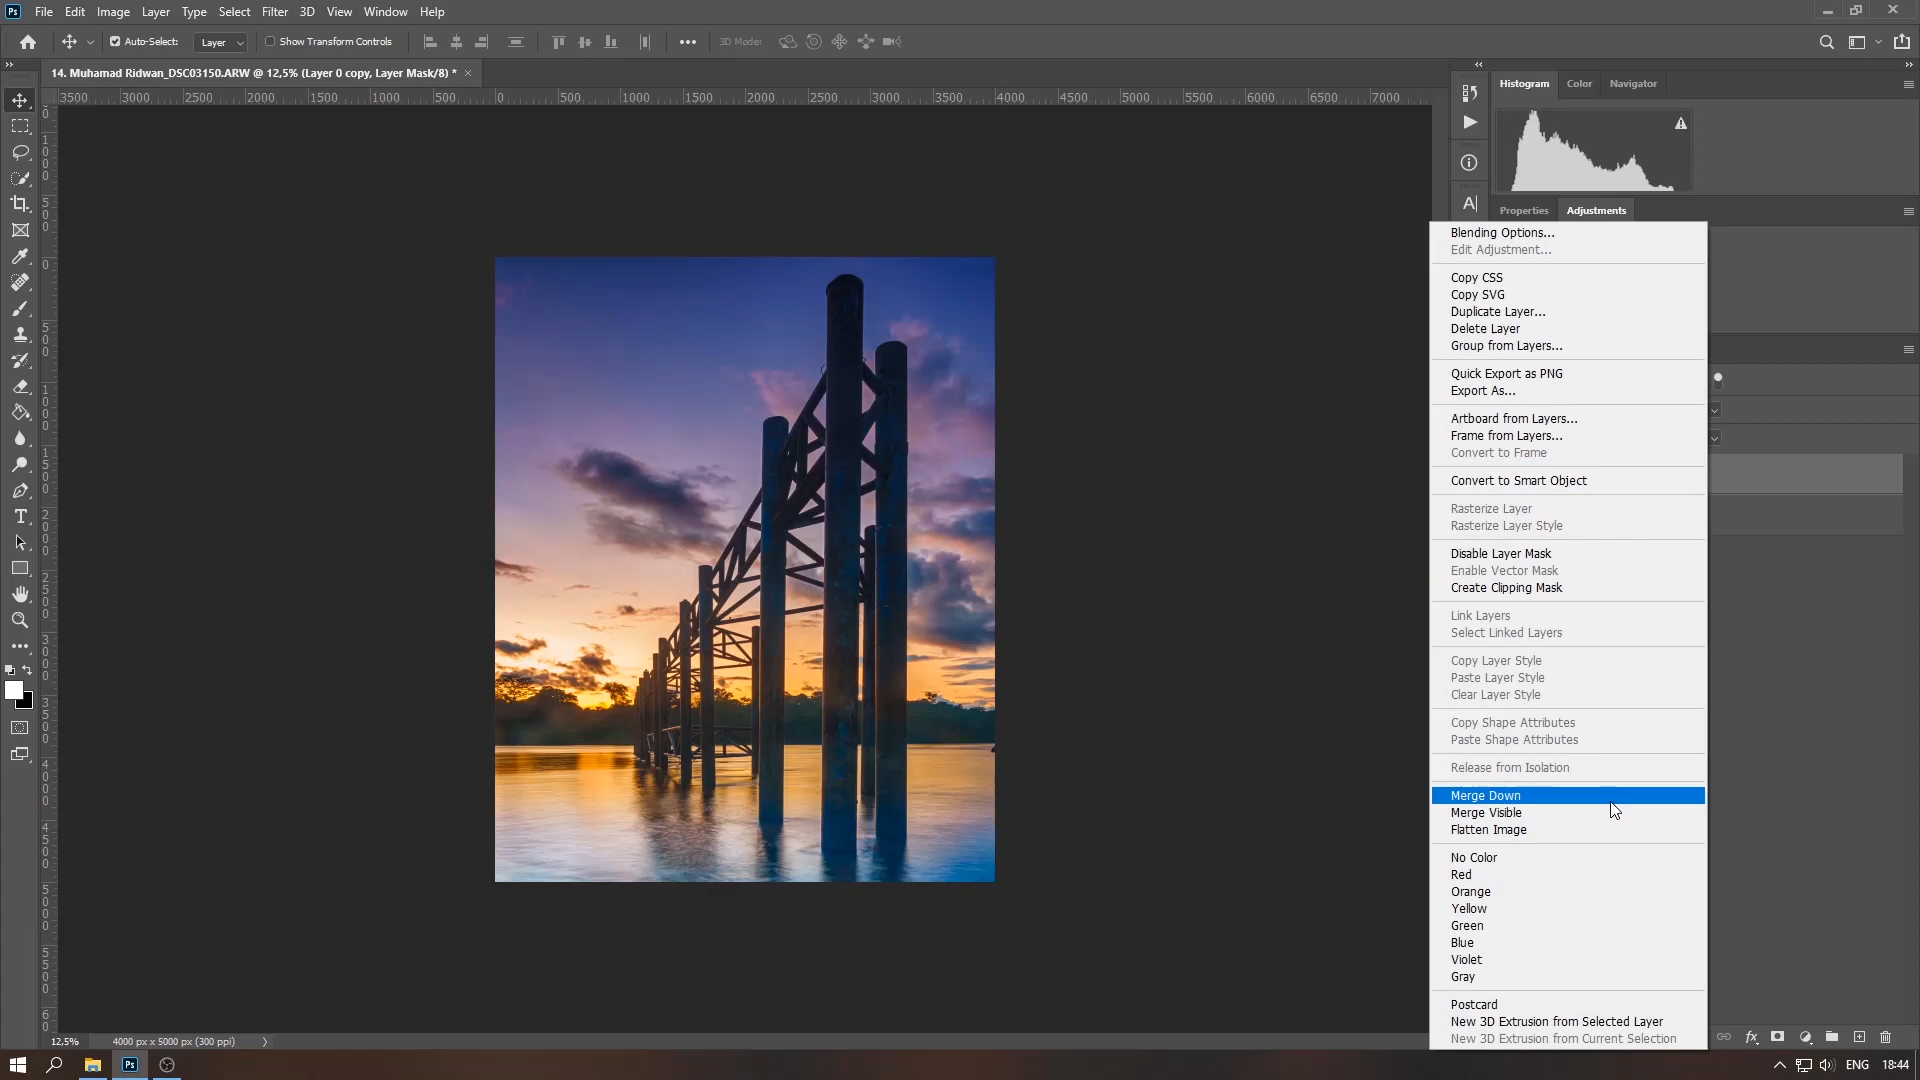 Ps File Edit Image Layer Type Select Filter 3D View Window Help
Auto-Select: Layer Show Transform Controls 3D Mode:
14. Muhamad Ridwan_DSC03150.ARW @ 12,5% (Layer 0 copy, Layer Mask/8) *
Histogram Color Navigator
3500 3000 2500 2000 1500 1000 500 0 500 1000 1500 2000 2500 3000 3500 4000 4500 5000 5500 6000 6500 7000
Properties Adjustments
Blending Options...
Edit Adjustment...
Copy CSS
Copy SVG
Duplicate Layer...
Delete Layer
Group from Layers...
Quick Export as PNG
Export As...
Artboard from Layers...
Frame from Layers...
Convert to Frame
Convert to Smart Object
Rasterize Layer
Rasterize Layer Style
Disable Layer Mask
Enable Vector Mask
Create Clipping Mask
Link Layers
Select Linked Layers
Copy Layer Style
Paste Layer Style
Clear Layer Style
Copy Shape Attributes
Paste Shape Attributes
Release from Isolation
Merge Down
Merge Visible
Flatten Image
No Color
Red
Orange
Yellow
Green
Blue
Violet
Gray
Postcard
New 3D Extrusion from Selected Layer
New 3D Extrusion from Current Selection
12,5% 4000 px x 5000 px (300 ppi)
Ps ENG 18:44